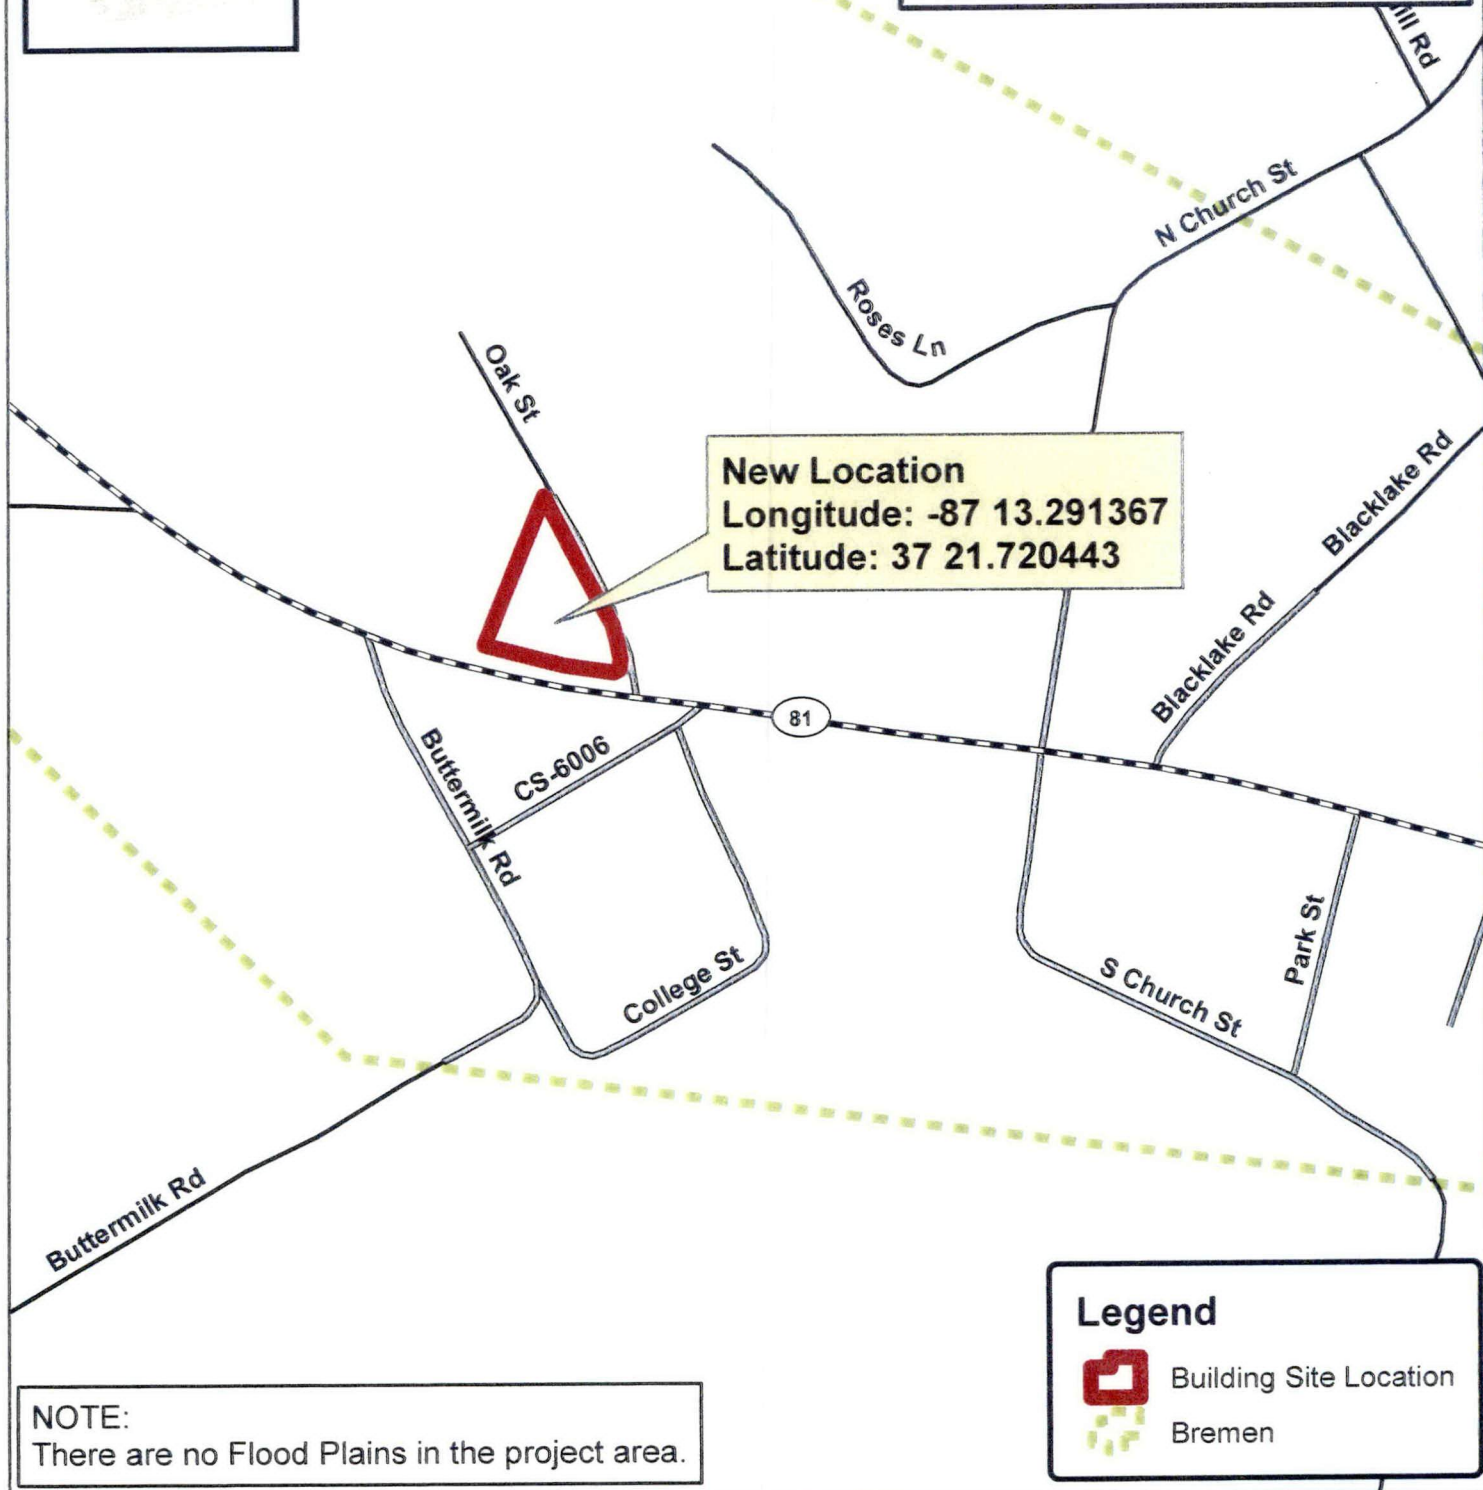 Rd
N Church St
Roses Ln
Oak St
New Location
Longitude: -87 13.291367
Latitude: 37 21.720443
Blacklake Rd
Blacklake Rd
81
Buttermilk Rd
CS-6006
College St
Park St
S Church St
Buttermilk Rd
Legend
Building Site Location
Bremen
NOTE:
There are no Flood Plains in the project area.